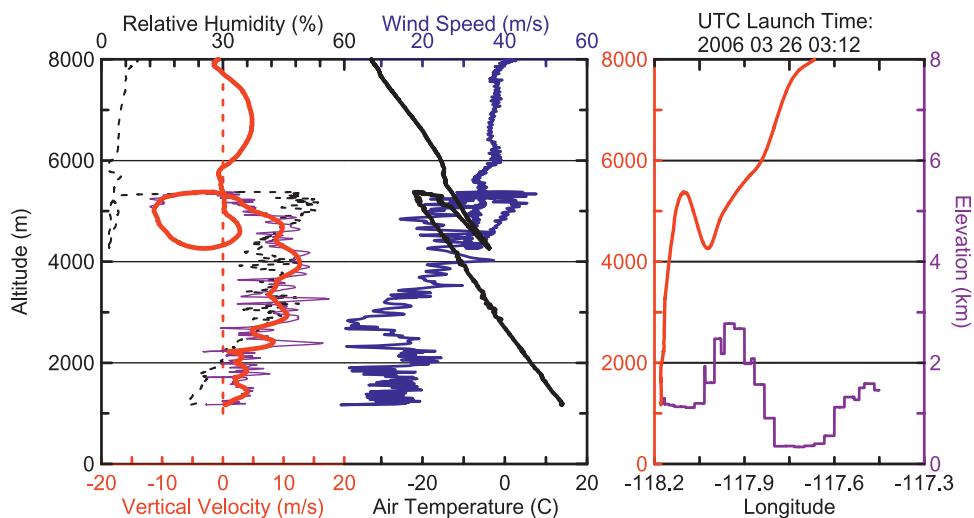 Relative Humidity (%) Wind Speed (m/s) UTC Launch Time:
2006 03 26 03:12
0 30 60 20 40 60
8000 8000 8
6000 6000 6
4000 4000 4
2000 2000 2
0 0 0
Altitude (m)
Elevation (km)
-20 -10 0 10 20 -20 0 20 -118.2 -117.9 -117.6 -117.3
Vertical Velocity (m/s) Air Temperature (C) Longitude